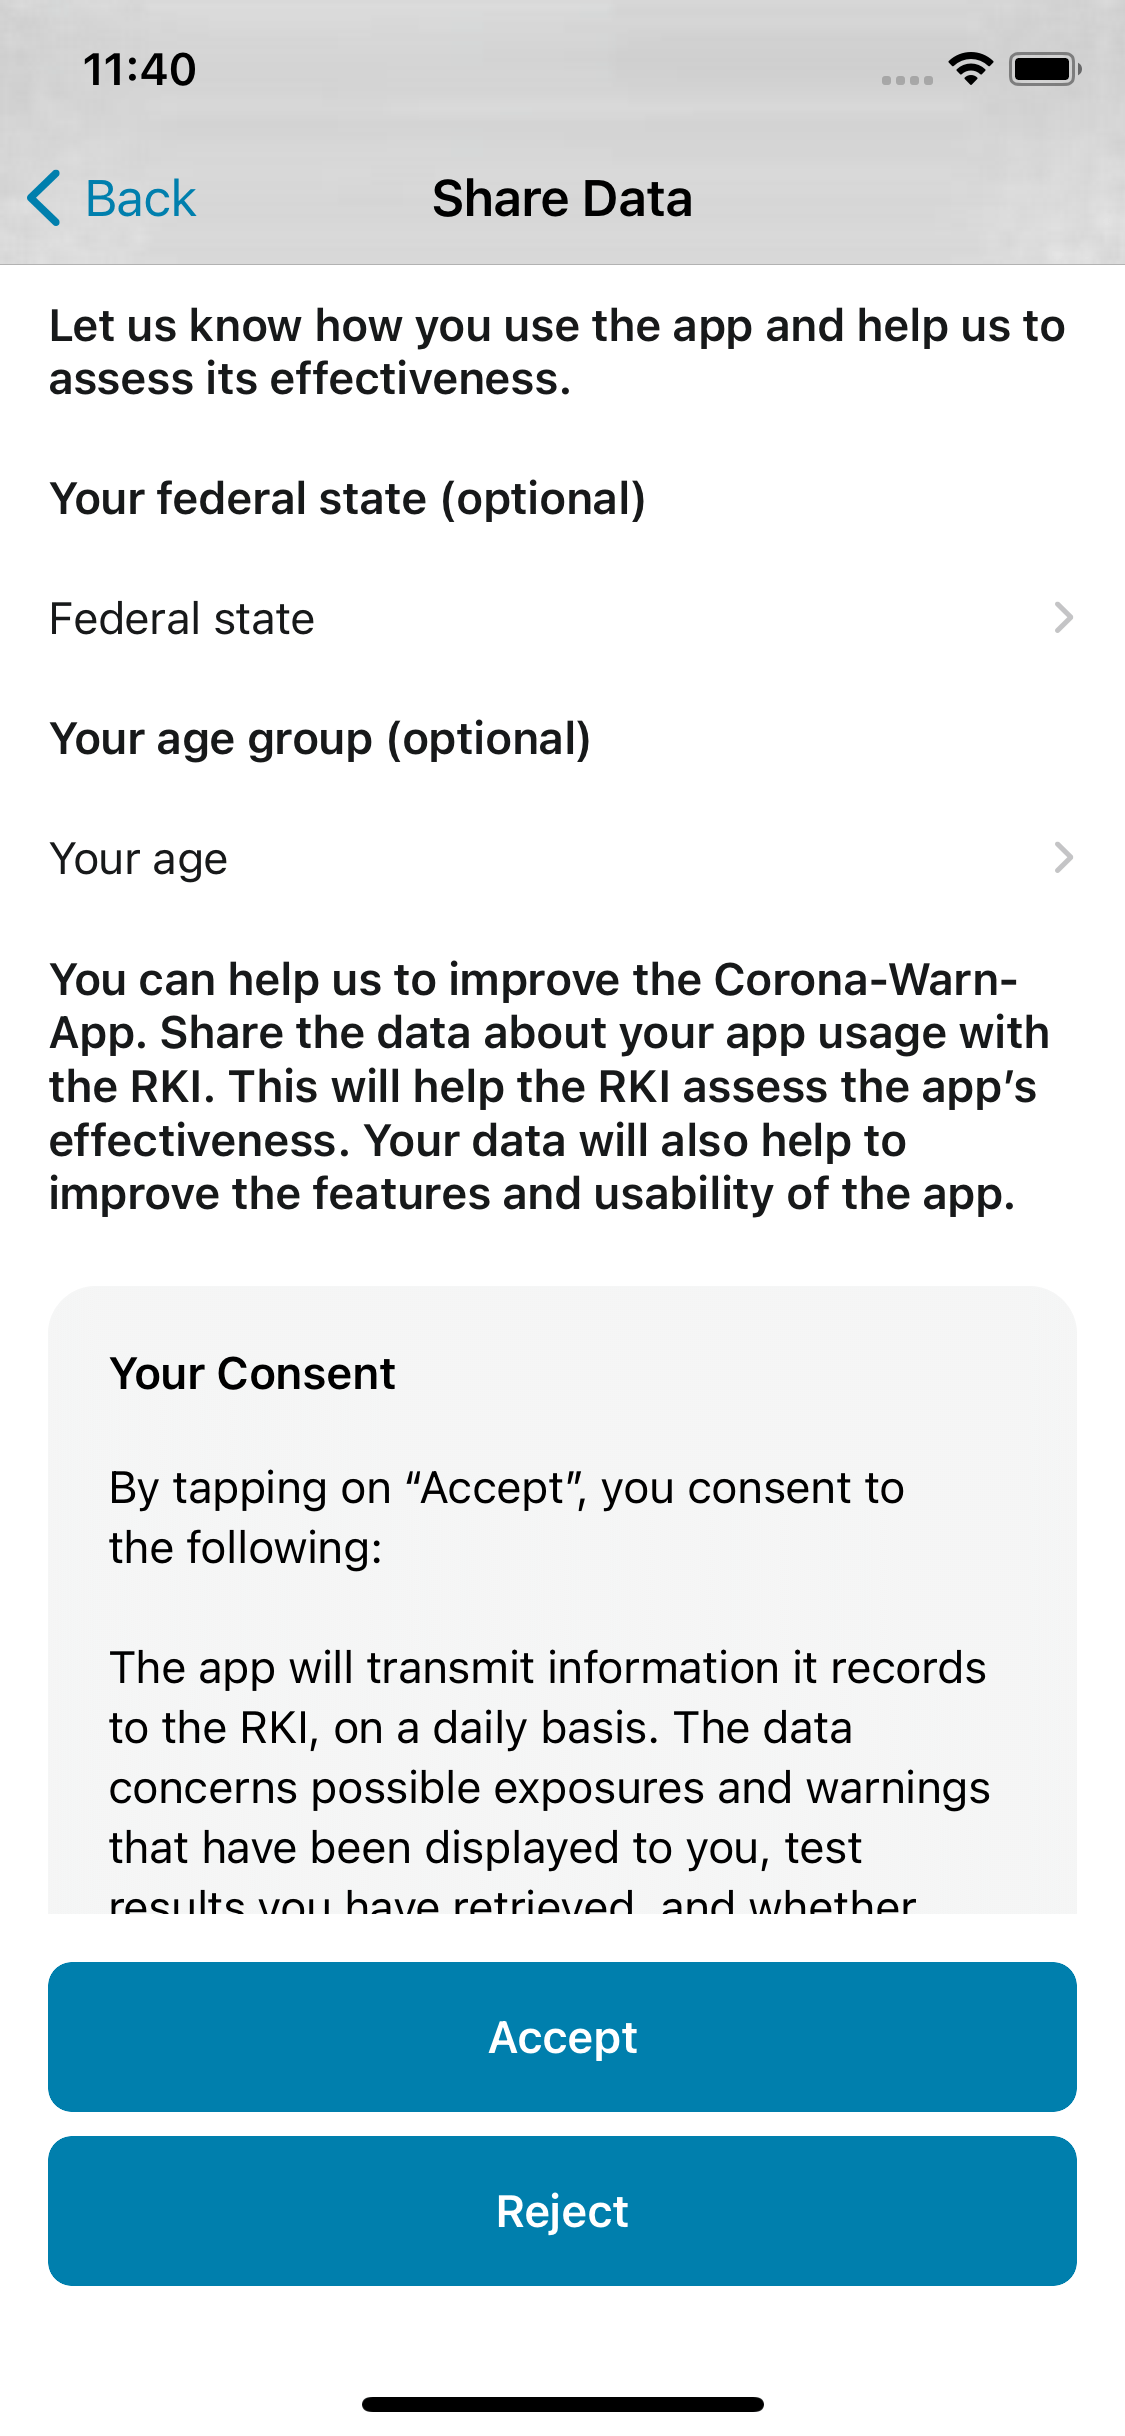 11:40
Back
Share Data
Let us know how you use the app and help us to
assess its effectiveness.
Your federal state (optional)
Federal state
Your age group (optional)
Your age
You can help us to improve the Corona-Warn-
App. Share the data about your app usage with
the RKI. This will help the RKI assess the app’s
effectiveness. Your data will also help to
improve the features and usability of the app.
Your Consent
By tapping on “Accept”, you consent to
the following:
The app will transmit information it records
to the RKI, on a daily basis. The data
concerns possible exposures and warnings
that have been displayed to you, test
results you have retrieved, and whether
Accept
Reject